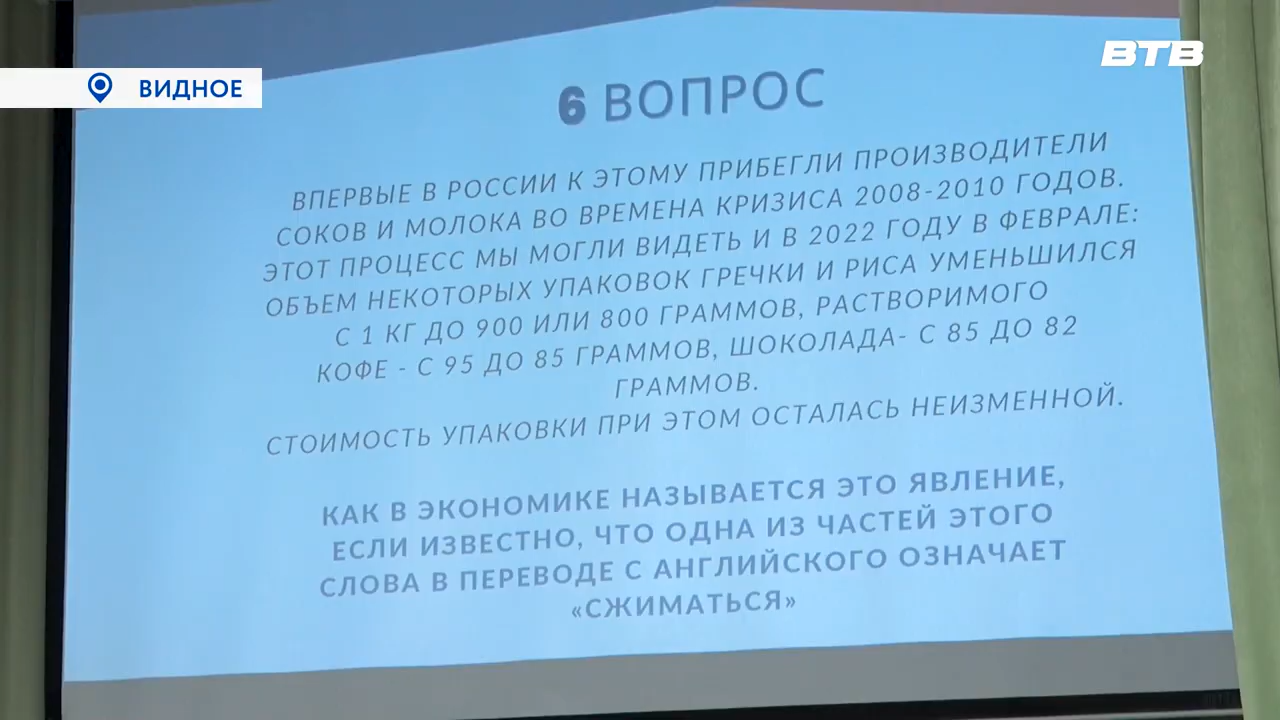 ВТВ
ВИДНОЕ
6 ВОПРОС
ВПЕРВЫЕ В РОССИИ К ЭТОМУ ПРИБЕГЛИ ПРОИЗВОДИТЕЛИ
СОКОВ И МОЛОКА ВО ВРЕМЕНА КРИЗИСА 2008-2010 ГОДОВ.
ЭТОТ ПРОЦЕСС МЫ МОГЛИ ВИДЕТЬ И В 2022 ГОДУ В ФЕВРАЛЕ:
ОБЪЕМ НЕКОТОРЫХ УПАКОВОК ГРЕЧКИ И РИСА УМЕНЬШИЛСЯ
С 1 КГ ДО 900 ИЛИ 800 ГРАММОВ, РАСТВОРИМОГО
КОФЕ - С 95 ДО 85 ГРАММОВ, ШОКОЛАДА- С 85 ДО 82
ГРАММОВ.
СТОИМОСТЬ УПАКОВКИ ПРИ ЭТОМ ОСТАЛАСЬ НЕИЗМЕННОЙ.
КАК В ЭКОНОМИКЕ НАЗЫВАЕТСЯ ЭТО ЯВЛЕНИЕ,
ЕСЛИ ИЗВЕСТНО, ЧТО ОДНА ИЗ ЧАСТЕЙ ЭТОГО
СЛОВА В ПЕРЕВОДЕ С АНГЛИЙСКОГО ОЗНАЧАЕТ
«СЖИМАТЬСЯ»